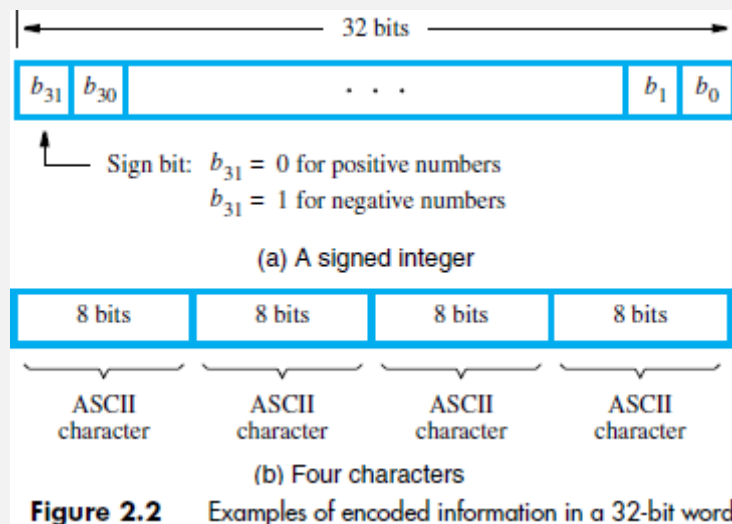 32 bits
b31 b30 . . . b1 b0
Sign bit: b31 = 0 for positive numbers
b31 = 1 for negative numbers
(a) A signed integer
8 bits 8 bits 8 bits 8 bits
ASCII ASCII ASCII ASCII
character character character character
(b) Four characters
Figure 2.2 Examples of encoded information in a 32-bit word